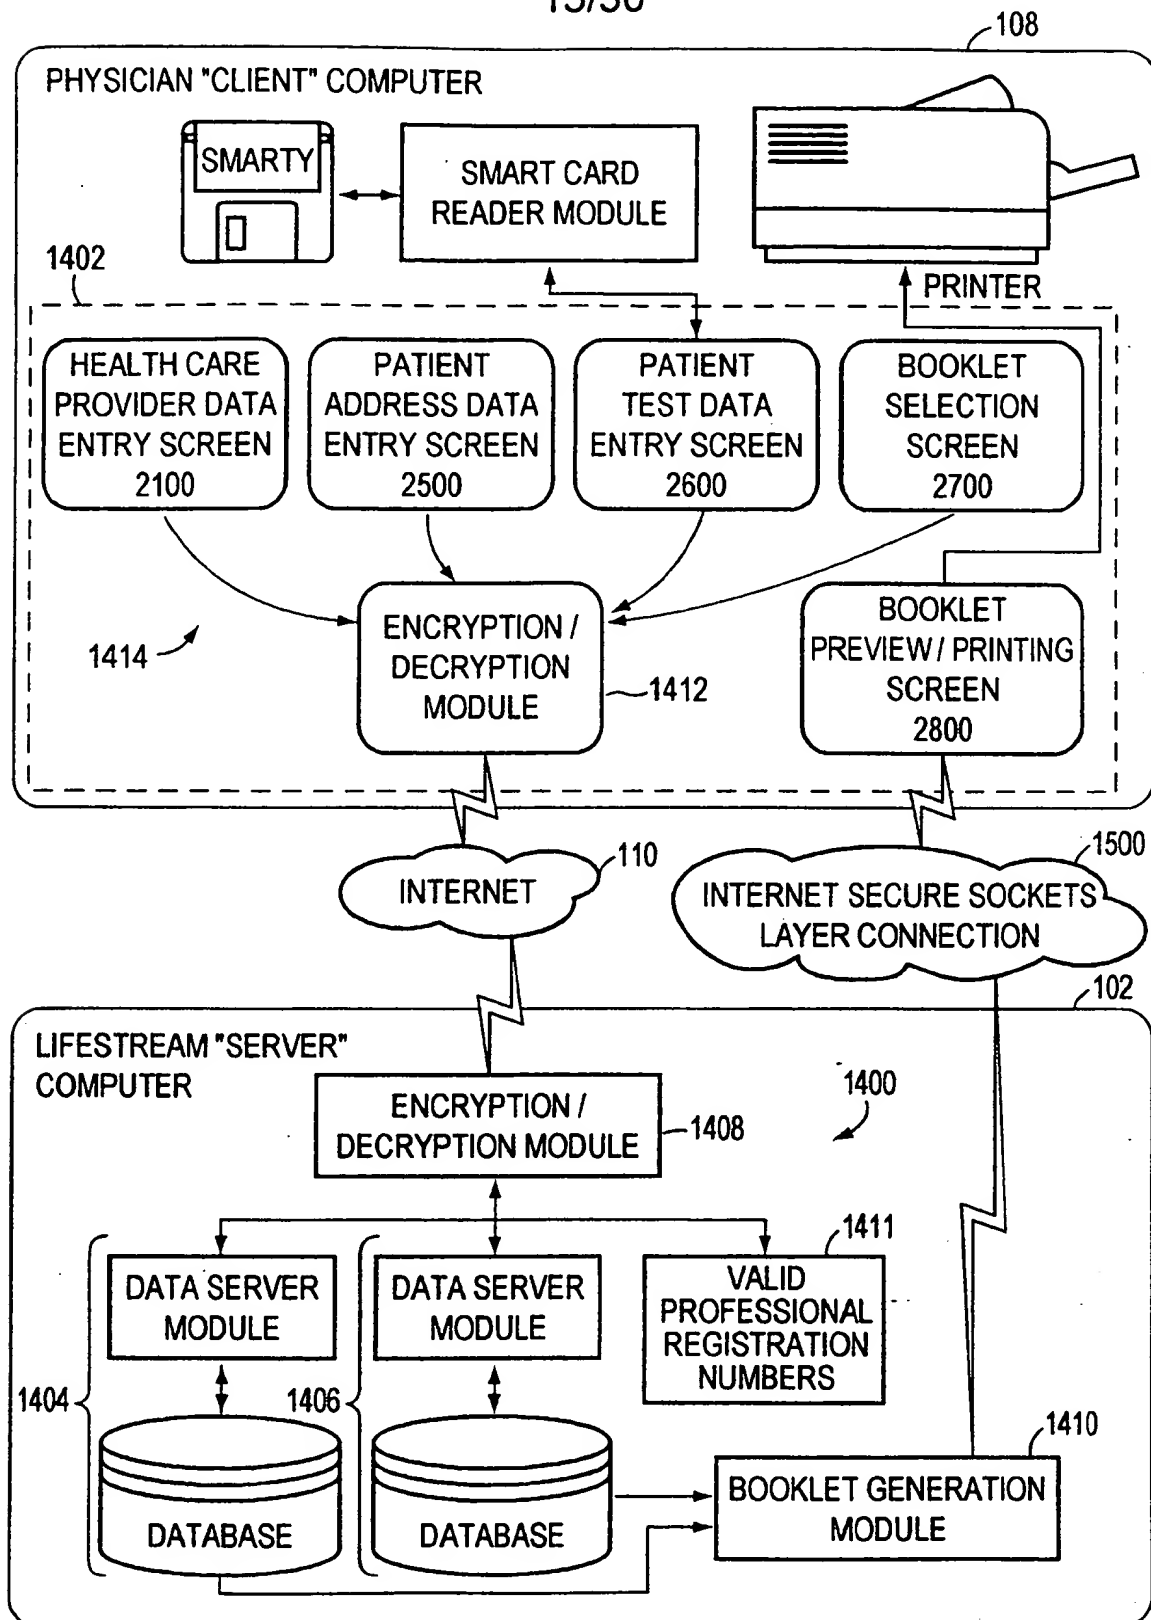 108
PHYSICIAN "CLIENT" COMPUTER
SMARTY
SMART CARD
READER MODULE
PRINTER
1402
HEALTH CARE
PROVIDER DATA
ENTRY SCREEN
2100
PATIENT
ADDRESS DATA
ENTRY SCREEN
2500
PATIENT
TEST DATA
ENTRY SCREEN
2600
BOOKLET
SELECTION
SCREEN
2700
1414
ENCRYPTION /
DECRYPTION
MODULE
1412
BOOKLET
PREVIEW / PRINTING
SCREEN
2800
INTERNET
110
INTERNET SECURE SOCKETS
LAYER CONNECTION
1500
102
LIFESTREAM "SERVER"
COMPUTER
ENCRYPTION /
DECRYPTION MODULE
1408
1400
1404
DATA SERVER
MODULE
DATABASE
1406
DATA SERVER
MODULE
DATABASE
1411
VALID
PROFESSIONAL
REGISTRATION
NUMBERS
1410
BOOKLET GENERATION
MODULE